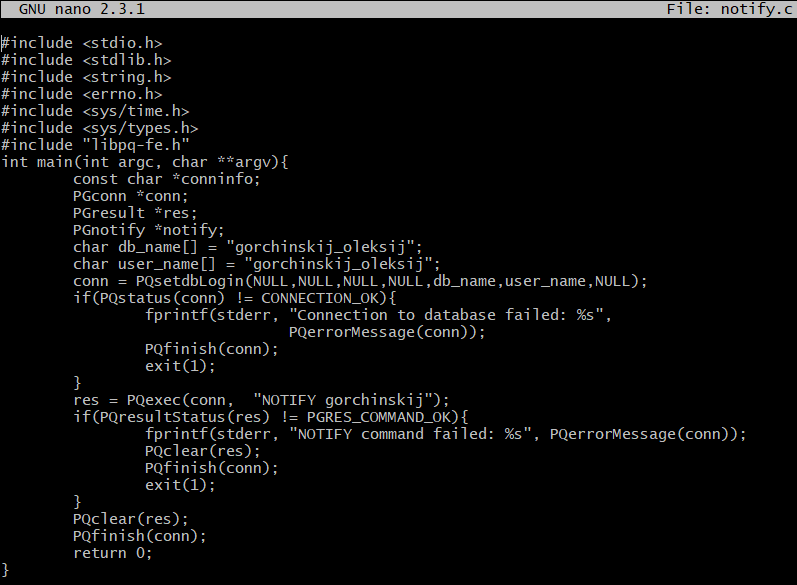 GNU nano 2.3.1 File: notify.c
#include <stdio.h>
#include <stdlib.h>
#include <string.h>
#include <errno.h>
#include <sys/time.h>
#include <sys/types.h>
#include "libpq-fe.h"
int main(int argc, char **argv){
        const char *conninfo;
        PGconn *conn;
        PGresult *res;
        PGnotify *notify;
        char db_name[] = "gorchinskij_oleksij";
        char user_name[] = "gorchinskij_oleksij";
        conn = PQsetdbLogin(NULL,NULL,NULL,NULL,db_name,user_name,NULL);
        if(PQstatus(conn) != CONNECTION_OK){
                fprintf(stderr, "Connection to database failed: %s",
                                PQerrorMessage(conn));
                PQfinish(conn);
                exit(1);
        }
        res = PQexec(conn,  "NOTIFY gorchinskij");
        if(PQresultStatus(res) != PGRES_COMMAND_OK){
                fprintf(stderr, "NOTIFY command failed: %s", PQerrorMessage(conn));
                PQclear(res);
                PQfinish(conn);
                exit(1);
        }
        PQclear(res);
        PQfinish(conn);
        return 0;
}